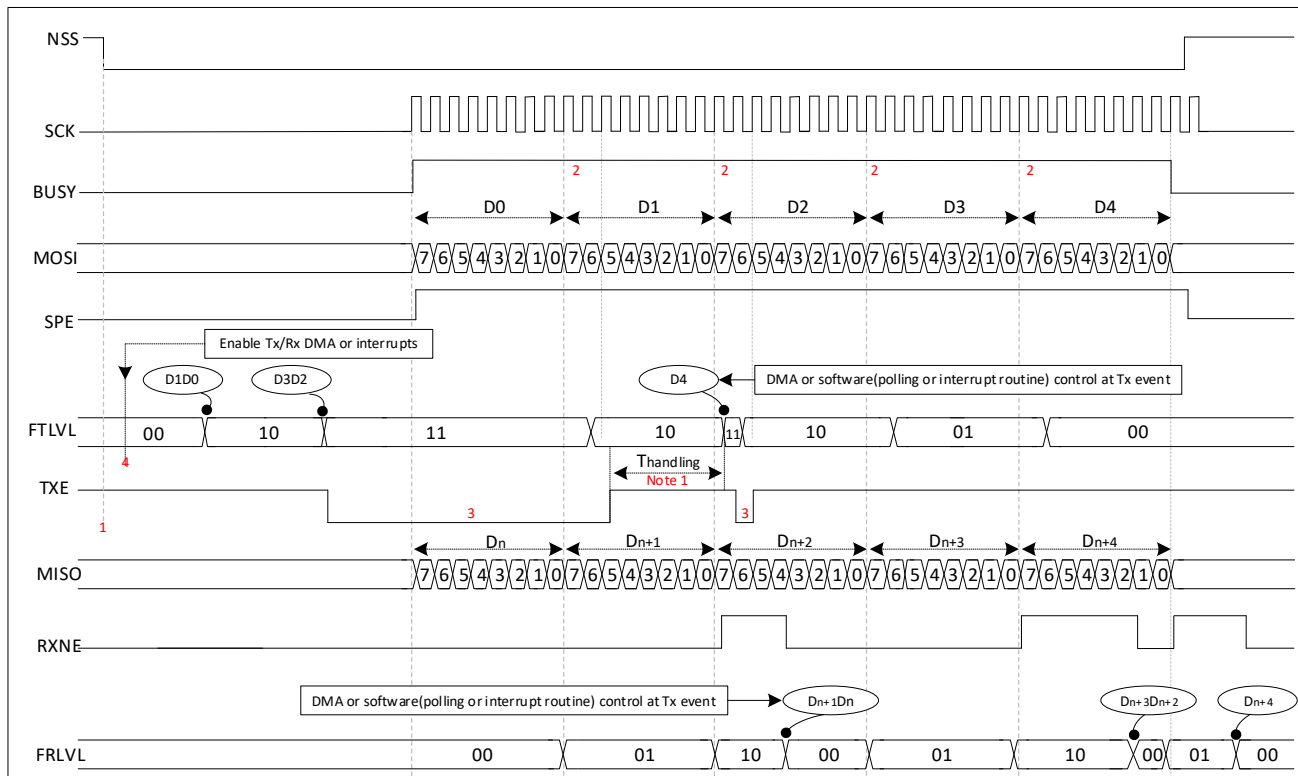 NSS
SCK
2 2 2 2
BUSY
D0 D1 D2 D3 D4
MOSI 7 6 5 4 3 2 1 0 7 6 5 4 3 2 1 0 7 6 5 4 3 2 1 0 7 6 5 4 3 2 1 0 7 6 5 4 3 2 1 0
SPE
Enable Tx/Rx DMA or interrupts
D1D0 D3D2 D4 DMA or software(polling or interrupt routine) control at Tx event
FTLVL 00 10 11 10 11 10 01 00
4 Thandling
TXE Note 1
1 3 3
Dn Dn+1 Dn+2 Dn+3 Dn+4
MISO 7 6 5 4 3 2 1 0 7 6 5 4 3 2 1 0 7 6 5 4 3 2 1 0 7 6 5 4 3 2 1 0 7 6 5 4 3 2 1 0
RXNE
DMA or software(polling or interrupt routine) control at Tx event Dn+1Dn Dn+3Dn+2 Dn+4
FRLVL 00 01 10 00 01 10 00 01 00